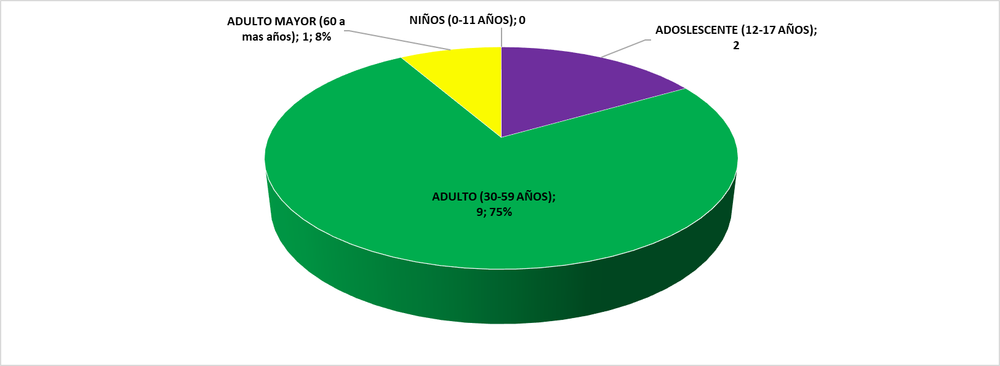 ADULTO MAYOR (60 a
mas años); 1; 8%
NIÑOS (0-11 AÑOS); 0
ADOSLESCENTE (12-17 AÑOS);
2
ADULTO (30-59 AÑOS);
9; 75%